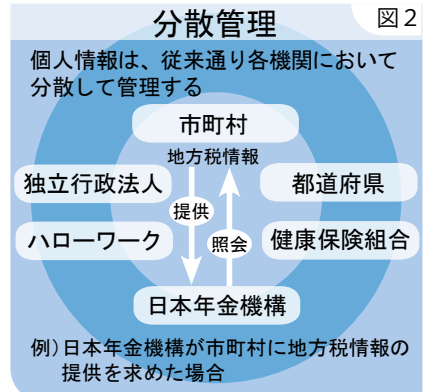 分散管理
図2
個人情報は、従来通り各機関において
分散して管理する
市町村
地方税情報
独立行政法人
都道府県
提供
ハローワーク
照会
健康保険組合
日本年金機構
例)日本年金機構が市町村に地方税情報の
提供を求めた場合